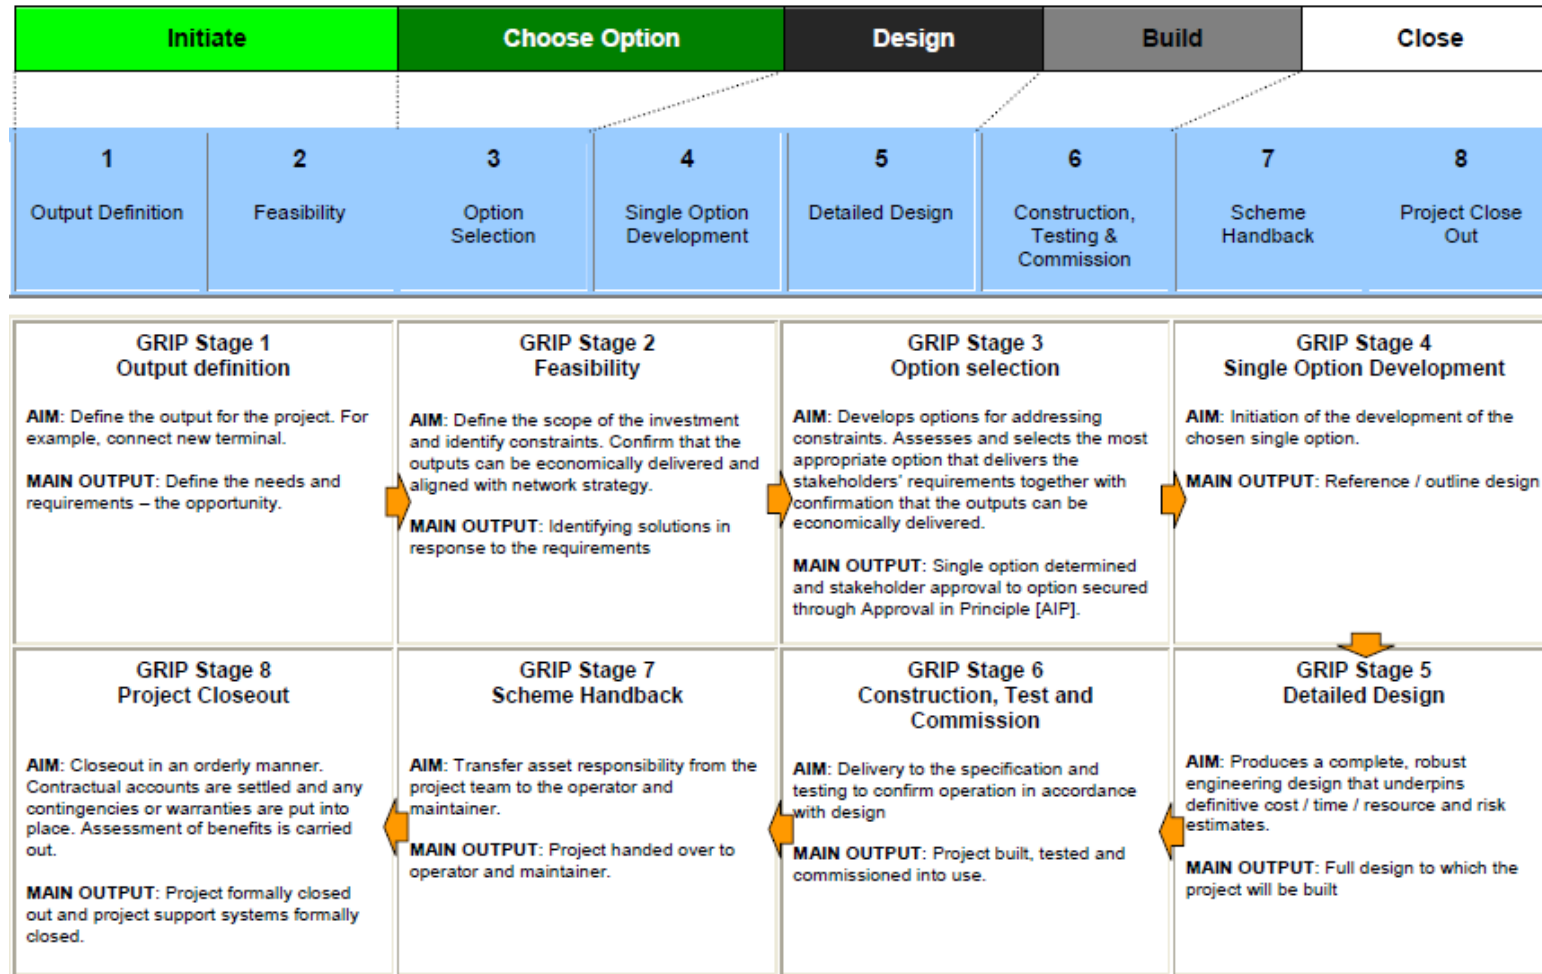 Initiate
Choose Option
Design
Build
Close
1
Output Definition
2
Feasibility
3
Option
Selection
4
Single Option
Development
5
Detailed Design
6
Construction,
Testing &
Commission
7
Scheme
Handback
8
Project Close
Out
GRIP Stage 1
Output definition
AIM: Define the output for the project. For
example, connect new terminal.
MAIN OUTPUT: Define the needs and
requirements – the opportunity.
GRIP Stage 2
Feasibility
AIM: Define the scope of the investment
and identify constraints. Confirm that the
outputs can be economically delivered and
aligned with network strategy.
MAIN OUTPUT: Identifying solutions in
response to the requirements
GRIP Stage 3
Option selection
AIM: Develops options for addressing
constraints. Assesses and selects the most
appropriate option that delivers the
stakeholders' requirements together with
confirmation that the outputs can be
economically delivered.
MAIN OUTPUT: Single option determined
and stakeholder approval to option secured
through Approval in Principle [AIP].
GRIP Stage 4
Single Option Development
AIM: Initiation of the development of the
chosen single option.
MAIN OUTPUT: Reference / outline design
GRIP Stage 8
Project Closeout
AIM: Closeout in an orderly manner.
Contractual accounts are settled and any
contingencies or warranties are put into
place. Assessment of benefits is carried
out.
MAIN OUTPUT: Project formally closed
out and project support systems formally
closed.
GRIP Stage 7
Scheme Handback
AIM: Transfer asset responsibility from the
project team to the operator and
maintainer.
MAIN OUTPUT: Project handed over to
operator and maintainer.
GRIP Stage 6
Construction, Test and
Commission
AIM: Delivery to the specification and
testing to confirm operation in accordance
with design
MAIN OUTPUT: Project built, tested and
commissioned into use.
GRIP Stage 5
Detailed Design
AIM: Produces a complete, robust
engineering design that underpins
definitive cost / time / resource and risk
estimates.
MAIN OUTPUT: Full design to which the
project will be built